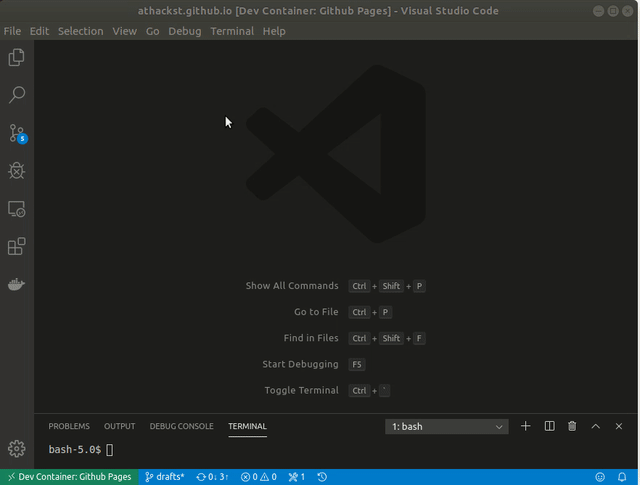 athackst.github.io [Dev Container: Github Pages] - Visual Studio Code
File Edit Selection View Go Debug Terminal Help
5
Show All Commands Ctrl + Shift + P
Go to File Ctrl + P
Find in Files Ctrl + Shift + F
Start Debugging F5
Toggle Terminal Ctrl + `
PROBLEMS OUTPUT DEBUG CONSOLE TERMINAL 1: bash
bash-5.0$
Dev Container: Github Pages drafts* 0↓ 3↑ 0 0 1